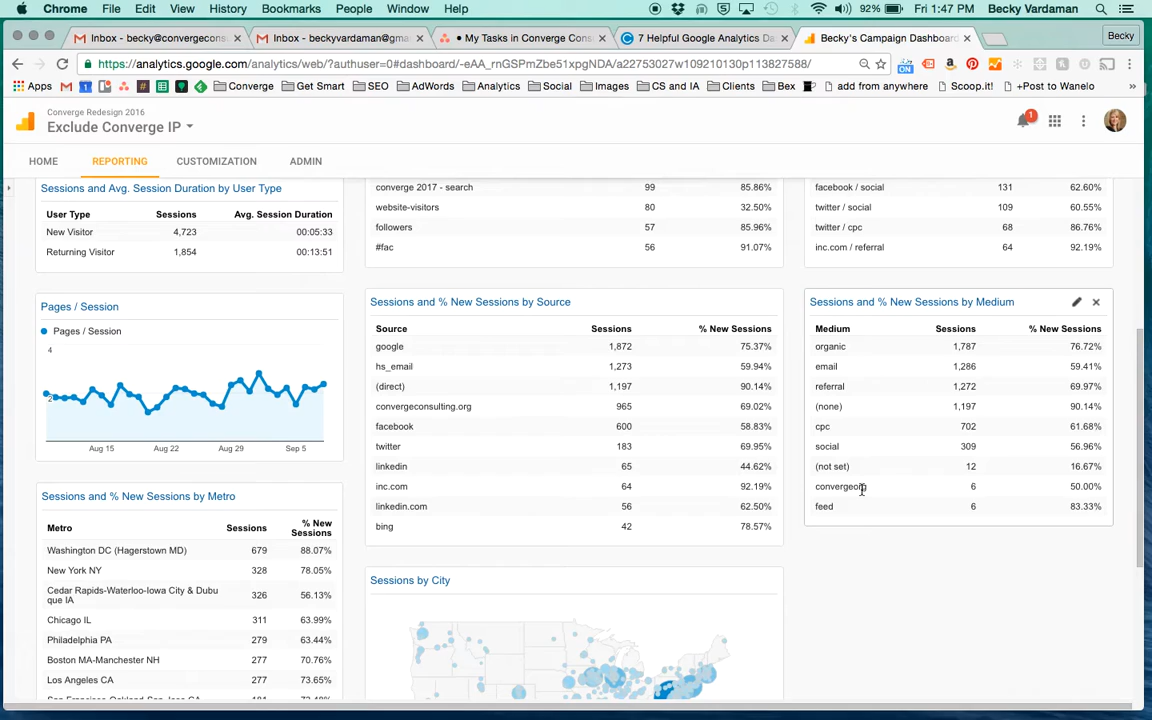 Chrome File Edit View History Bookmarks People Window Help 92% Fri 1:47 PM Becky Vardaman
Inbox - becky@convergecons Inbox - beckyvardaman@gma • My Tasks in Converge Cons 7 Helpful Google Analytics Da Becky's Campaign Dashboard Becky
https://analytics.google.com/analytics/web/?authuser=0#dashboard/-eAA_rnGSPmZbe51xpgNDA/a22753027w109210130p113827588/
Apps Converge Get Smart SEO AdWords Analytics Social Images CS and IA Clients Bex add from anywhere Scoop.it! +Post to Wanelo »
Converge Redesign 2016
Exclude Converge IP
1
HOME REPORTING CUSTOMIZATION ADMIN
Sessions and Avg. Session Duration by User Type
User Type Sessions Avg. Session Duration
New Visitor 4,723 00:05:33
Returning Visitor 1,854 00:13:51
converge 2017 - search 99 85.86%
website-visitors 80 32.50%
followers 57 85.96%
#fac 56 91.07%
facebook / social 131 62.60%
twitter / social 109 60.55%
twitter / cpc 68 86.76%
inc.com / referral 64 92.19%
Pages / Session
Pages / Session
4
2
Aug 15 Aug 22 Aug 29 Sep 5
Sessions and % New Sessions by Source
Source Sessions % New Sessions
google 1,872 75.37%
hs_email 1,273 59.94%
(direct) 1,197 90.14%
convergeconsulting.org 965 69.02%
facebook 600 58.83%
twitter 183 69.95%
linkedin 65 44.62%
inc.com 64 92.19%
linkedin.com 56 62.50%
bing 42 78.57%
Sessions and % New Sessions by Medium
Medium Sessions % New Sessions
organic 1,787 76.72%
email 1,286 59.41%
referral 1,272 69.97%
(none) 1,197 90.14%
cpc 702 61.68%
social 309 56.96%
(not set) 12 16.67%
6 50.00%
feed 6 83.33%
Sessions and % New Sessions by Metro
Metro Sessions % New
Sessions
Washington DC (Hagerstown MD) 679 88.07%
New York NY 328 78.05%
Cedar Rapids-Waterloo-Iowa City & Dubu
que IA 326 56.13%
Chicago IL 311 63.99%
Philadelphia PA 279 63.44%
Boston MA-Manchester NH 277 70.76%
Los Angeles CA 277 73.65%
Sessions by City